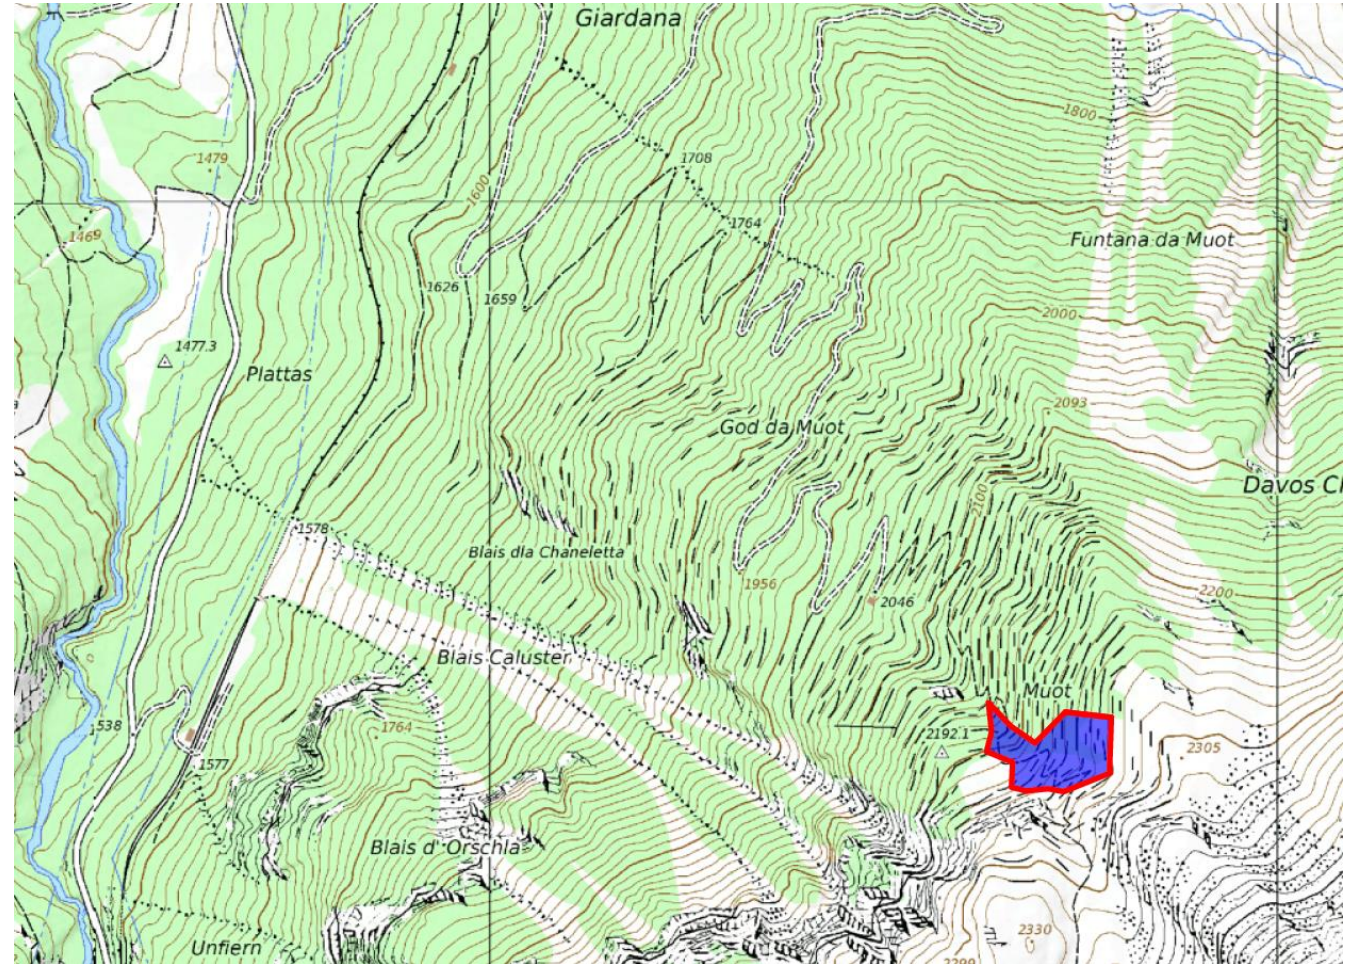 Giardana
1800
1479
1708
1600
1764
1469
Funtana da Muot
1626
1659
2000
1477.3
Plattas
2093
God da Muot
Davos Cl
2100
1578
Blais dla Chaneletta
1956
2046
2200
Blais Caluster
Muot
538
1764
2192.1
2305
1577
Blais d'Orschla
2330
Unfiern
2299